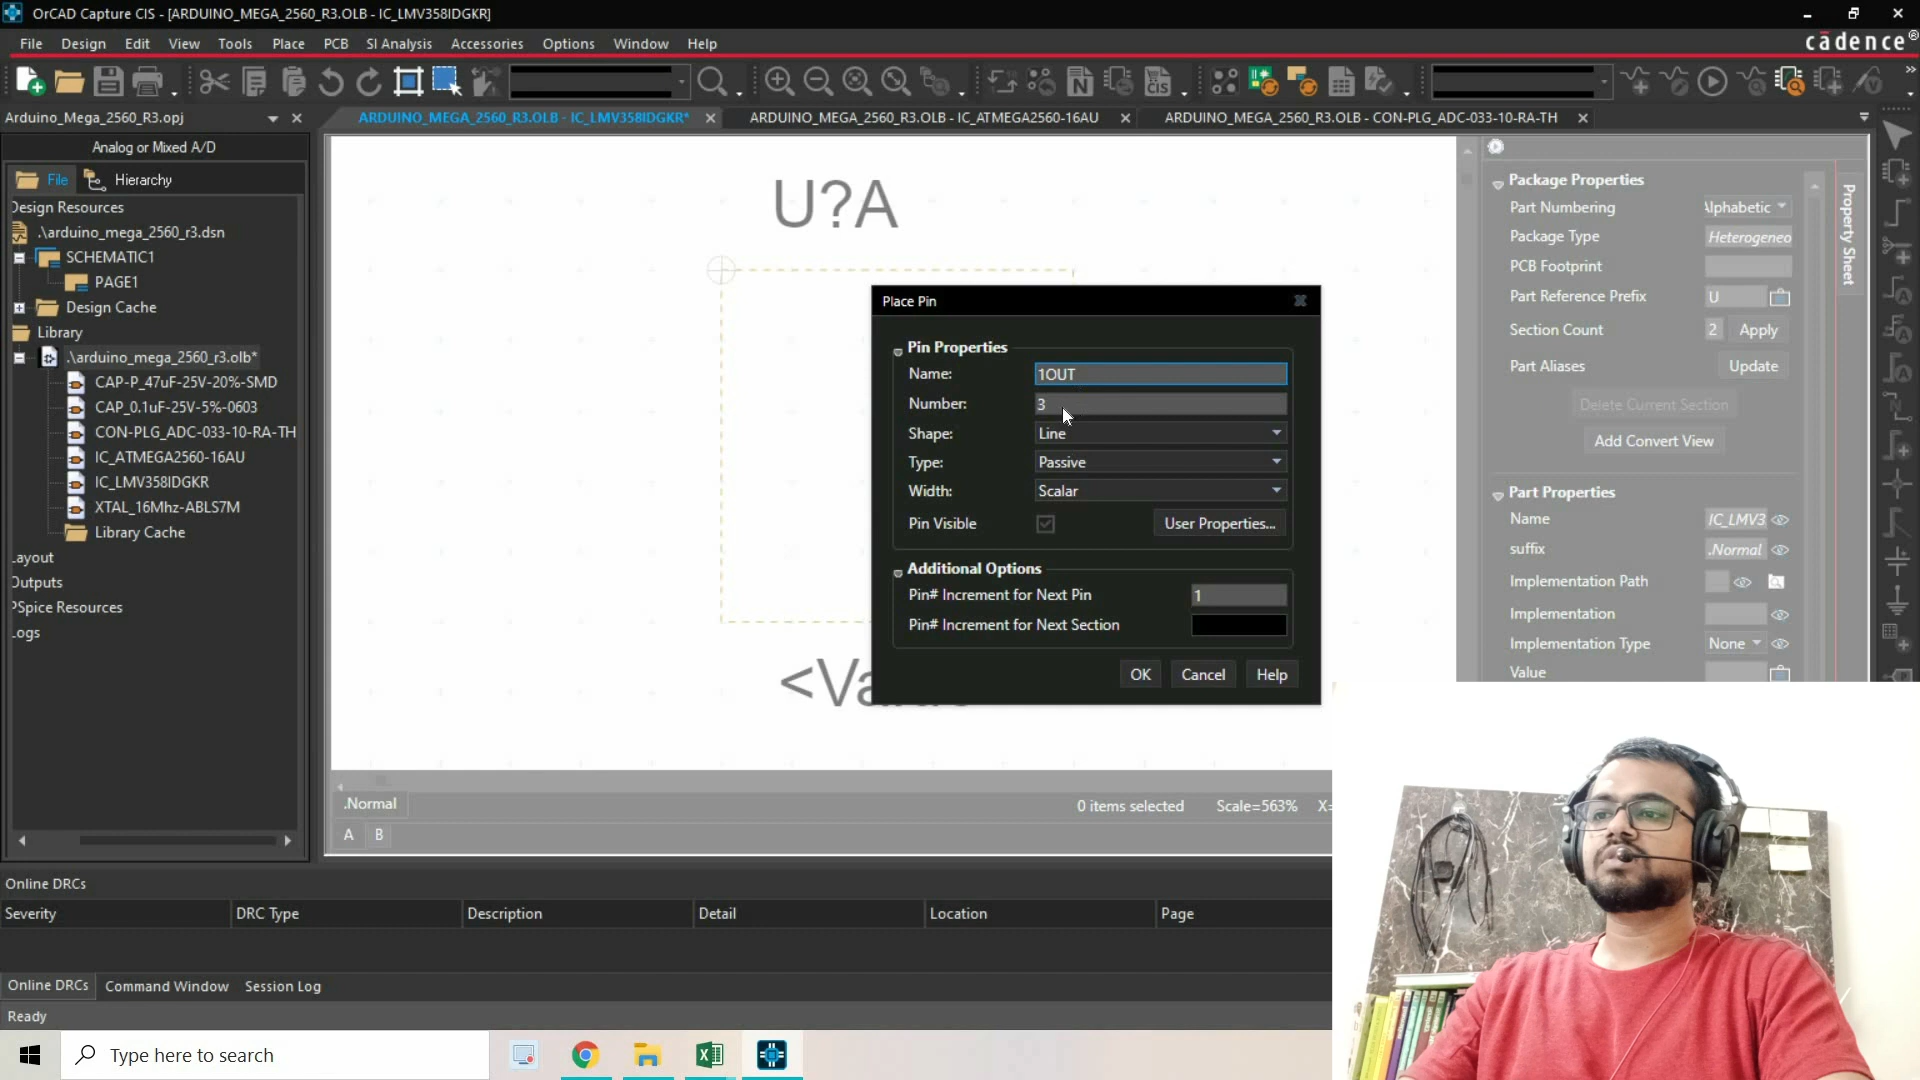 OrCAD Capture CIS - [ARDUINO_MEGA_2560_R3.OLB - IC_LMV358IDGKR]
File Design Edit View Tools Place PCB SI Analysis Accessories Options Window Help
cādence®
Arduino_Mega_2560_R3.opj
ARDUINO_MEGA_2560_R3.OLB - IC_LMV358IDGKR*
ARDUINO_MEGA_2560_R3.OLB - IC_ATMEGA2560-16AU
ARDUINO_MEGA_2560_R3.OLB - CON-PLG_ADC-033-10-RA-TH
Analog or Mixed A/D
File Hierarchy
Design Resources
.\arduino_mega_2560_r3.dsn
SCHEMATIC1
PAGE1
Design Cache
Library
.\arduino_mega_2560_r3.olb*
CAP-P_47uF-25V-20%-SMD
CAP_0.1uF-25V-5%-0603
CON-PLG_ADC-033-10-RA-TH
IC_ATMEGA2560-16AU
IC_LMV358IDGKR
XTAL_16Mhz-ABLS7M
Library Cache
Layout
Outputs
PSpice Resources
Logs
U?A
Place Pin
Pin Properties
Name: 1OUT
Number: 3
Shape: Line
Type: Passive
Width: Scalar
Pin Visible User Properties...
Additional Options
Pin# Increment for Next Pin 1
Pin# Increment for Next Section
OK Cancel Help
Package Properties
Part Numbering Alphabetic
Package Type Heterogeneo
PCB Footprint
Part Reference Prefix U
Section Count 2 Apply
Part Aliases Update
Delete Current Section
Add Convert View
Part Properties
Name IC_LMV3
suffix .Normal
Implementation Path
Implementation
Implementation Type None
Value
Property Sheet
.Normal
0 items selected Scale=563% X=
A B
Online DRCs
Severity DRC Type Description Detail Location Page
Online DRCs Command Window Session Log
Ready
Type here to search